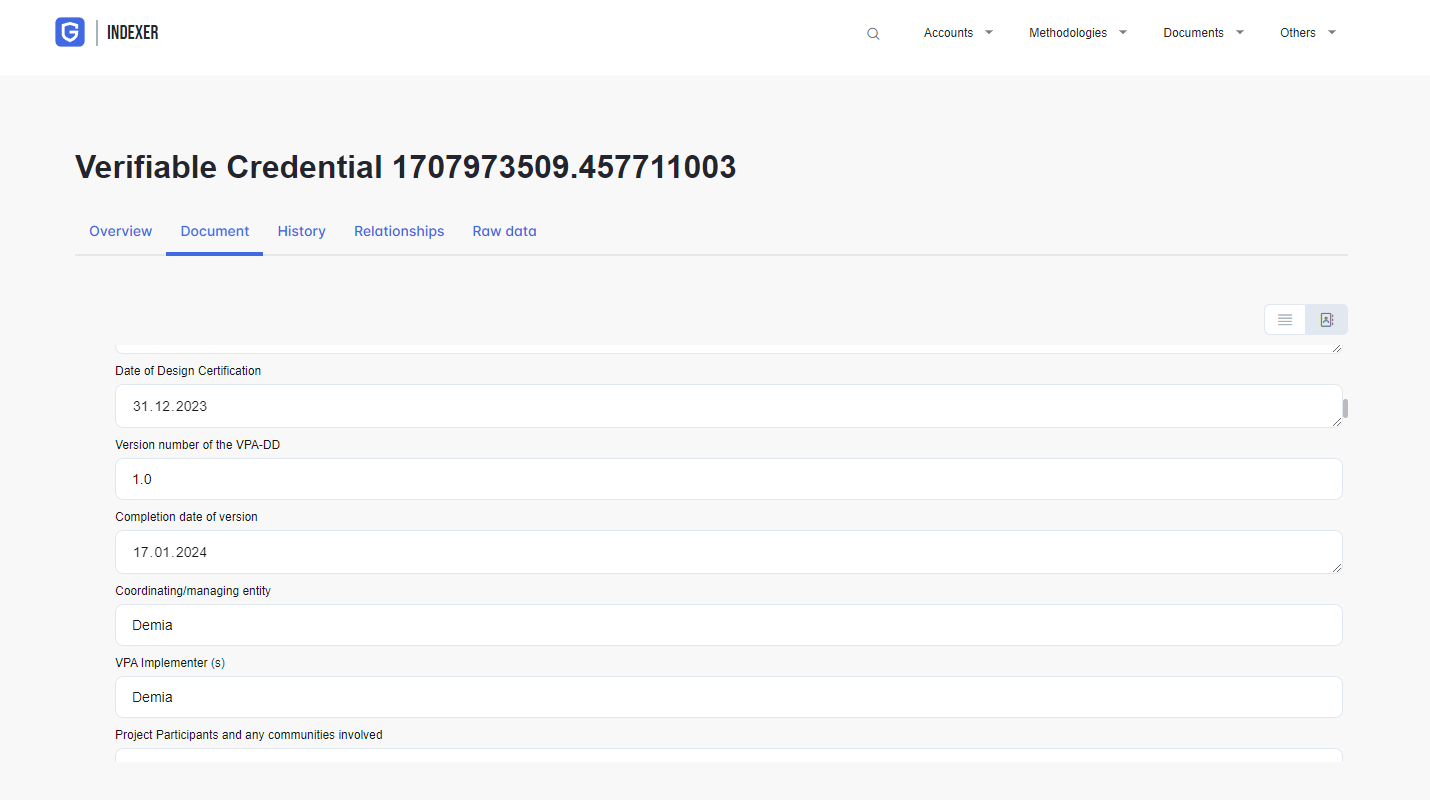 G INDEXER
Accounts Methodologies Documents Others
Verifiable Credential 1707973509.457711003
Overview Document History Relationships Raw data
Date of Design Certification
31.12.2023
Version number of the VPA-DD
1.0
Completion date of version
17.01.2024
Coordinating/managing entity
Demia
VPA Implementer (s)
Demia
Project Participants and any communities involved